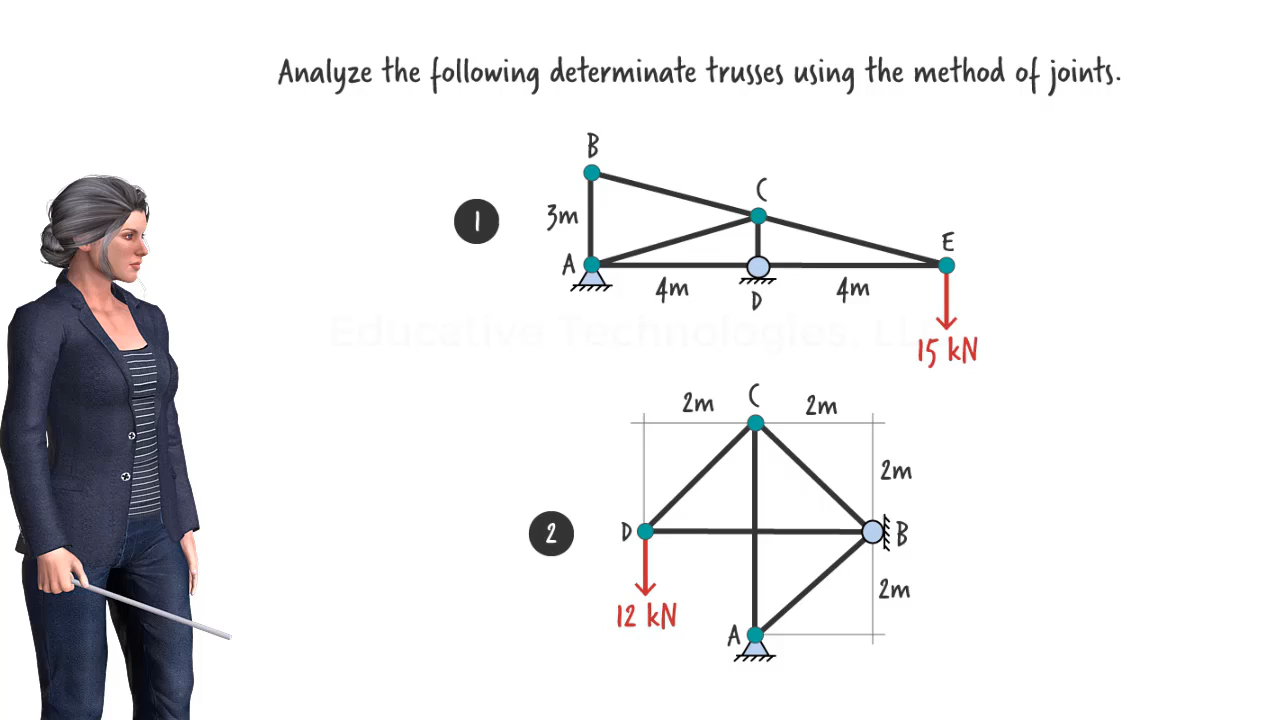 Analyze the following determinate trusses using the method of joints.
B
C
1
3m
E
A
4m
D
4m
15 kN
Educative Technologies, LLC
C
2m
2m
2m
2
D
B
12 kN
2m
A